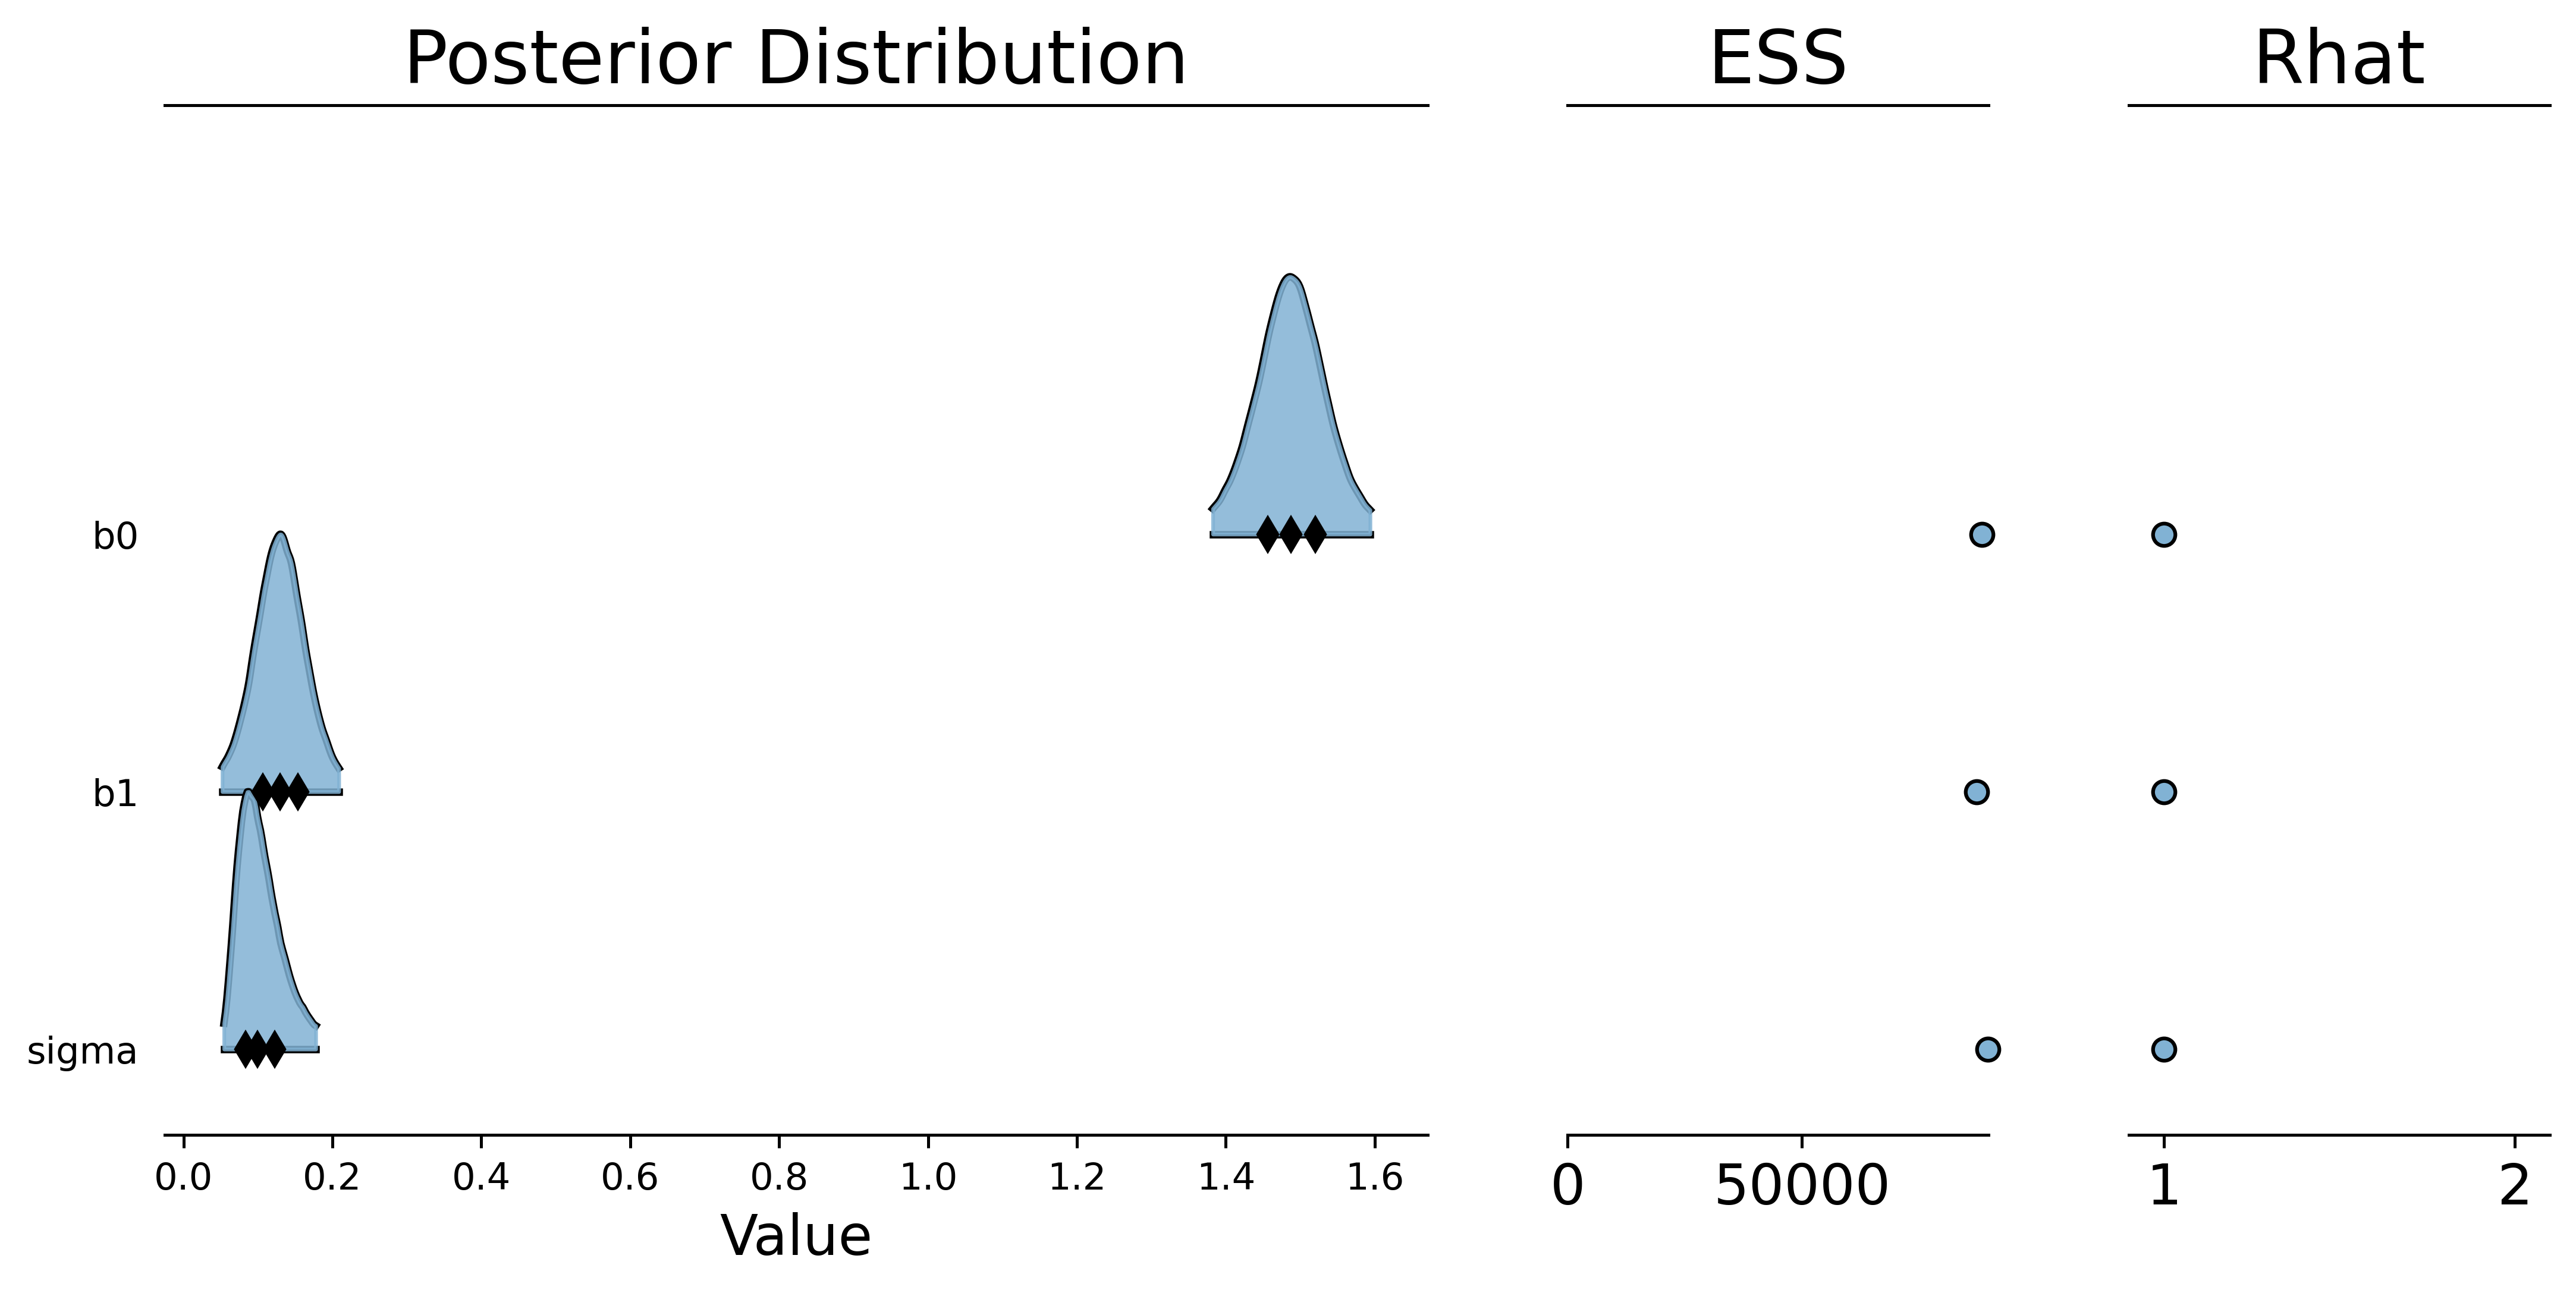 Posterior Distribution ESS Rhat
b0
b1
sigma
0.0 0.2 0.4 0.6 0.8 1.0 1.2 1.4 1.6 0 50000 1 2
Value